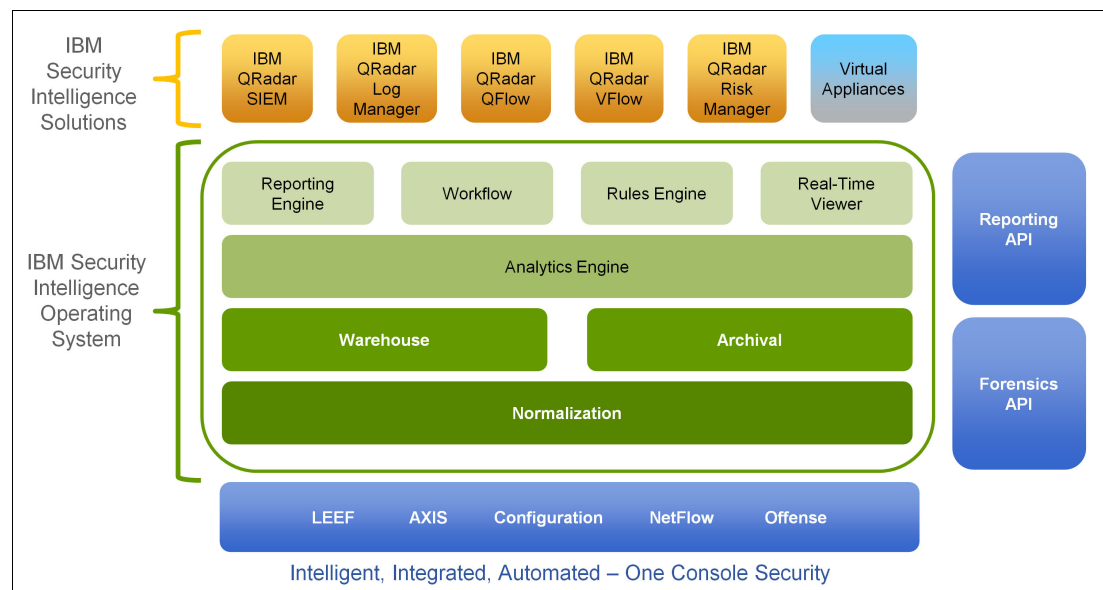 IBM
Security
Intelligence
Solutions
IBM
QRadar
SIEM
IBM
QRadar
Log
Manager
IBM
QRadar
QFlow
IBM
QRadar
VFlow
IBM
QRadar
Risk
Manager
Virtual
Appliances
IBM Security
Intelligence
Operating
System
Reporting
Engine
Workflow
Rules Engine
Real-Time
Viewer
Analytics Engine
Warehouse
Archival
Normalization
Reporting
API
Forensics
API
LEEF AXIS Configuration NetFlow Offense
Intelligent, Integrated, Automated – One Console Security